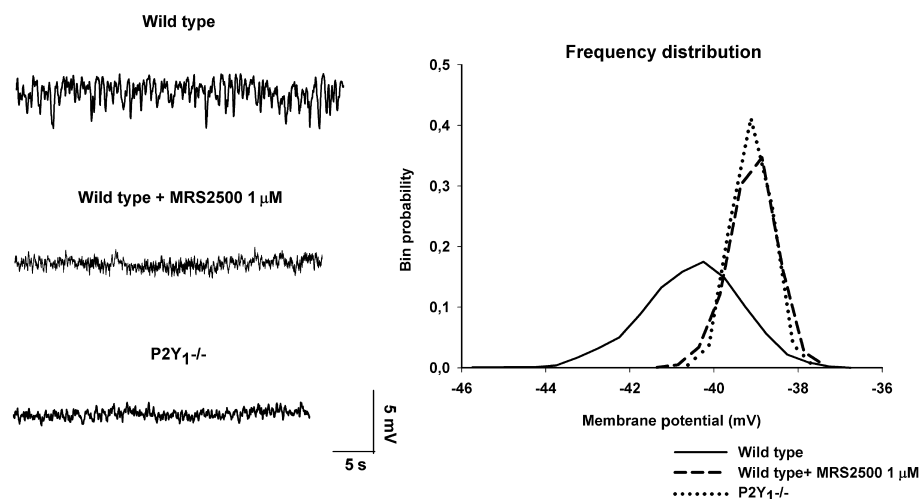 Wild type
Wild type + MRS2500 1 μM
P2Y1-/-
5 mV
5 s
Frequency distribution
Bin probability
0,5
0,4
0,3
0,2
0,1
0,0
-46 -44 -42 -40 -38 -36
Membrane potential (mV)
Wild type
Wild type+ MRS2500 1 μM
P2Y1-/-